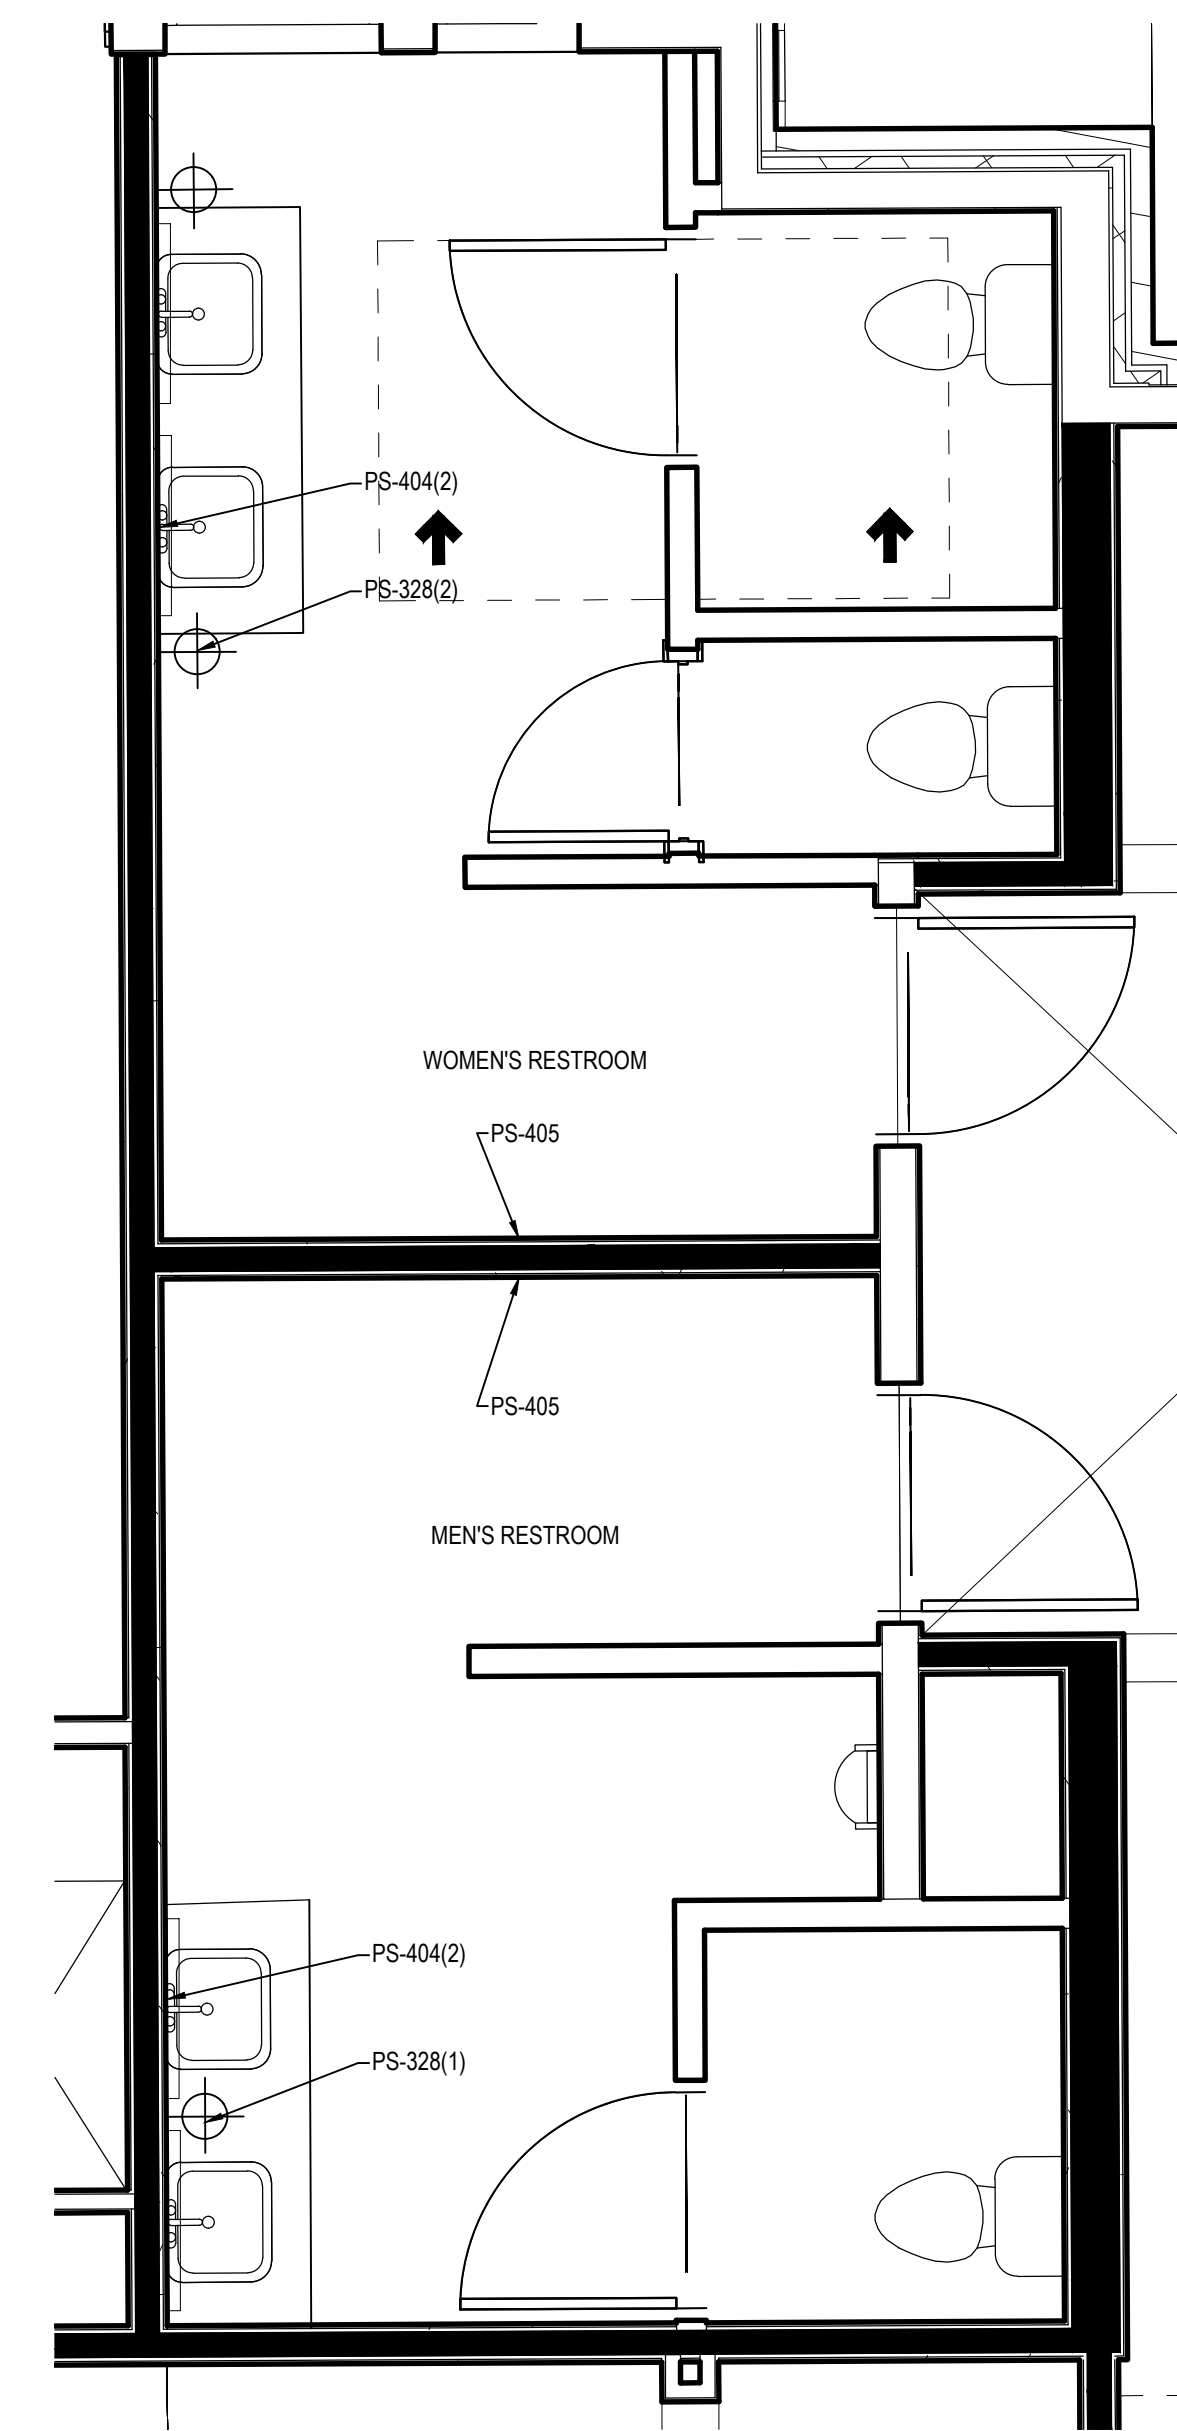 PS-404(2)
PS-328(2)
WOMEN'S RESTROOM
PS-405
PS-405
MEN'S RESTROOM
PS-404(2)
PS-328(1)